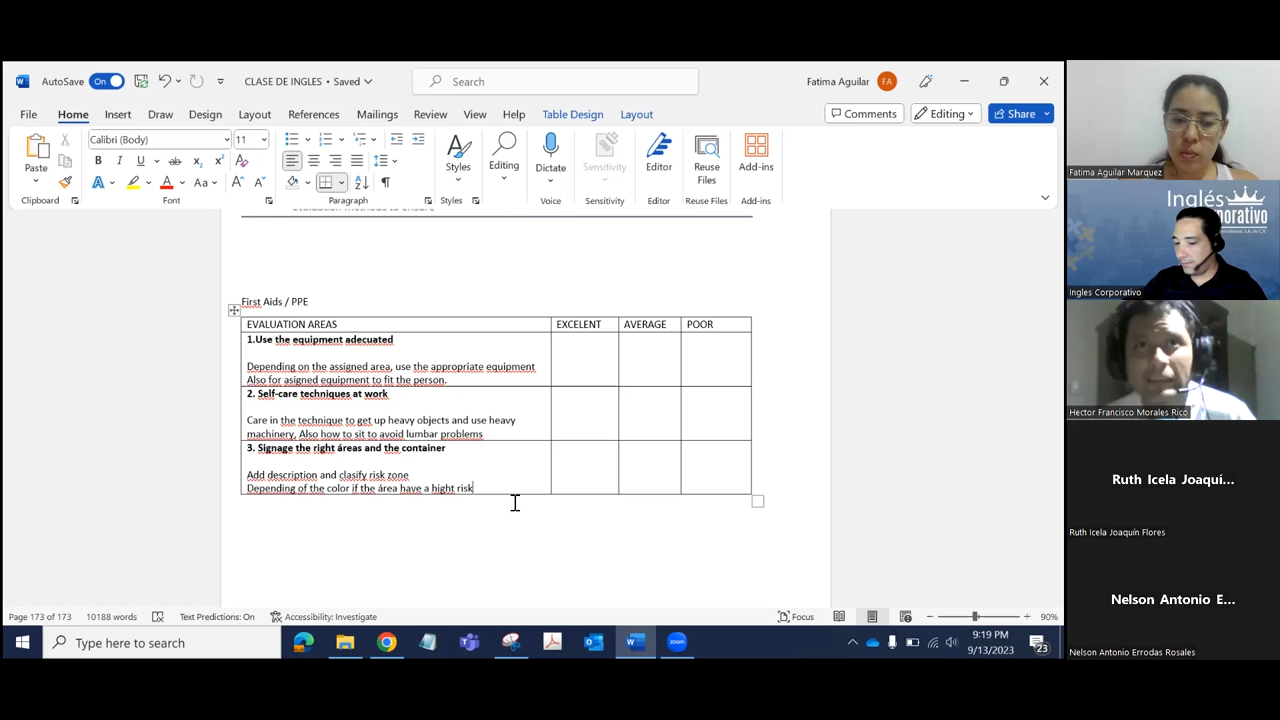 AutoSave On CLASE DE INGLES • Saved Search Fatima Aguilar FA
File Home Insert Draw Design Layout References Mailings Review View Help Table Design Layout Comments Editing Share
Paste Calibri (Body) 11 Styles Editing Dictate Sensitivity Editor Reuse Files Add-ins
Clipboard Font Paragraph Styles Voice Sensitivity Editor Reuse Files Add-ins
evaluation methods to ensure
First Aids / PPE
EVALUATION AREAS EXCELENT AVERAGE POOR
1.Use the equipment adecuated
Depending on the assigned area, use the appropriate equipment
Also for asigned equipment to fit the person.
2. Self-care techniques at work
Care in the technique to get up heavy objects and use heavy
machinery, Also how to sit to avoid lumbar problems
3. Signage the right áreas and the container
Add description and clasify risk zone
Depending of the color if the área have a hight risk
Page 173 of 173 10188 words Text Predictions: On Accessibility: Investigate Focus 90%
Type here to search zoom 9:19 PM
9/13/2023 23
Fatima Aguilar Marquez
Inglés
Corporativo
International, S.A. de C.V.
Ingles Corporativo
Hector Francisco Morales Rico
Ruth Icela Joaquí...
Ruth Icela Joaquín Flores
Nelson Antonio E...
Nelson Antonio Errodas Rosales